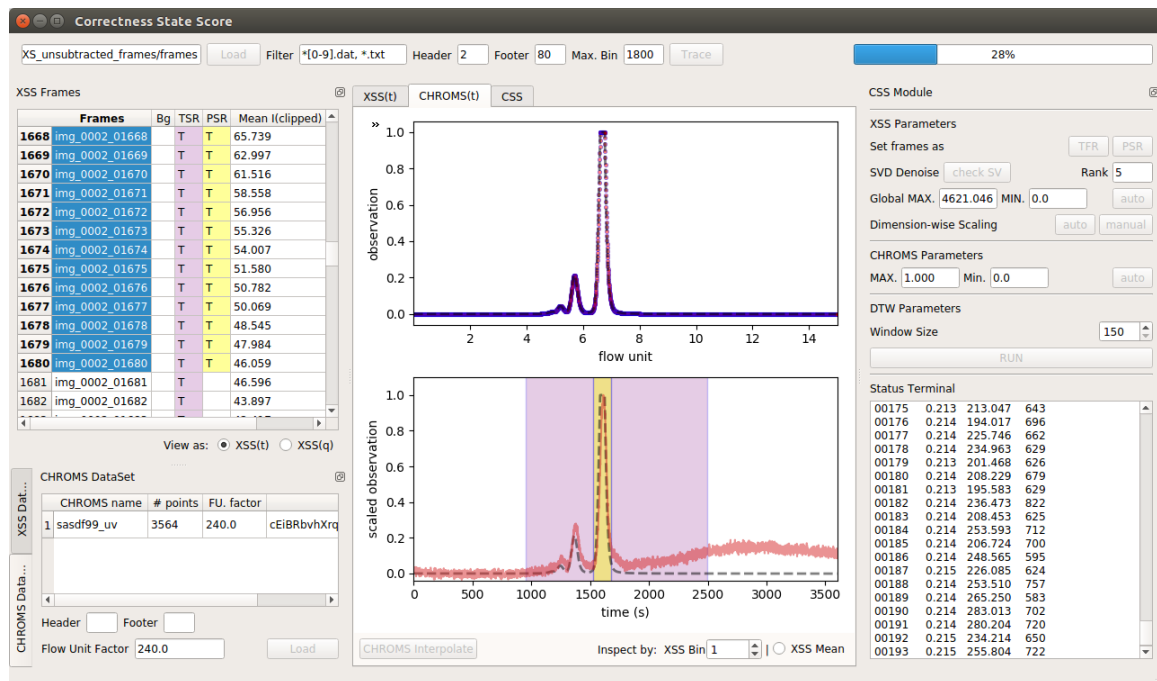 Correctness State Score
XS_unsubtracted_frames/frames Load Filter *[0-9].dat, *.txt Header 2 Footer 80 Max. Bin 1800 Trace 28%
XSS Frames
Frames Bg TSR PSR Mean I(clipped)
1668 img_0002_01668 T T 65.739
1669 img_0002_01669 T T 62.997
1670 img_0002_01670 T T 61.516
1671 img_0002_01671 T T 58.558
1672 img_0002_01672 T T 56.956
1673 img_0002_01673 T T 55.326
1674 img_0002_01674 T T 54.007
1675 img_0002_01675 T T 51.580
1676 img_0002_01676 T T 50.782
1677 img_0002_01677 T T 50.069
1678 img_0002_01678 T T 48.545
1679 img_0002_01679 T T 47.984
1680 img_0002_01680 T T 46.059
1681 img_0002_01681 T 46.596
1682 img_0002_01682 T 43.897
View as: XSS(t) XSS(q)
XSS Dat...
CHROMS Data...
CHROMS DataSet
CHROMS name # points FU. factor
1 sasdf99_uv 3564 240.0 cEiBRbvhXrq
Header Footer
Flow Unit Factor 240.0 Load
XSS(t) CHROMS(t) CSS
»
observation
1.0
0.8
0.6
0.4
0.2
0.0
2 4 6 8 10 12 14
flow unit
scaled observation
1.0
0.8
0.6
0.4
0.2
0.0
0 500 1000 1500 2000 2500 3000 3500
time (s)
CHROMS Interpolate Inspect by: XSS Bin 1 | XSS Mean
CSS Module
XSS Parameters
Set frames as TFR PSR
SVD Denoise check SV Rank 5
Global MAX. 4621.046 MIN. 0.0 auto
Dimension-wise Scaling auto manual
CHROMS Parameters
MAX. 1.000 Min. 0.0 auto
DTW Parameters
Window Size 150
RUN
Status Terminal
00175 0.213 213.047 643
00176 0.214 194.017 696
00177 0.214 225.746 662
00178 0.214 234.963 629
00179 0.213 201.468 626
00180 0.214 208.229 679
00181 0.213 195.583 629
00182 0.214 236.473 822
00183 0.214 208.453 625
00184 0.214 253.593 712
00185 0.214 206.724 700
00186 0.214 248.565 595
00187 0.215 226.085 624
00188 0.214 253.510 757
00189 0.214 265.250 583
00190 0.214 283.013 702
00191 0.214 280.204 720
00192 0.215 234.214 650
00193 0.215 255.804 722